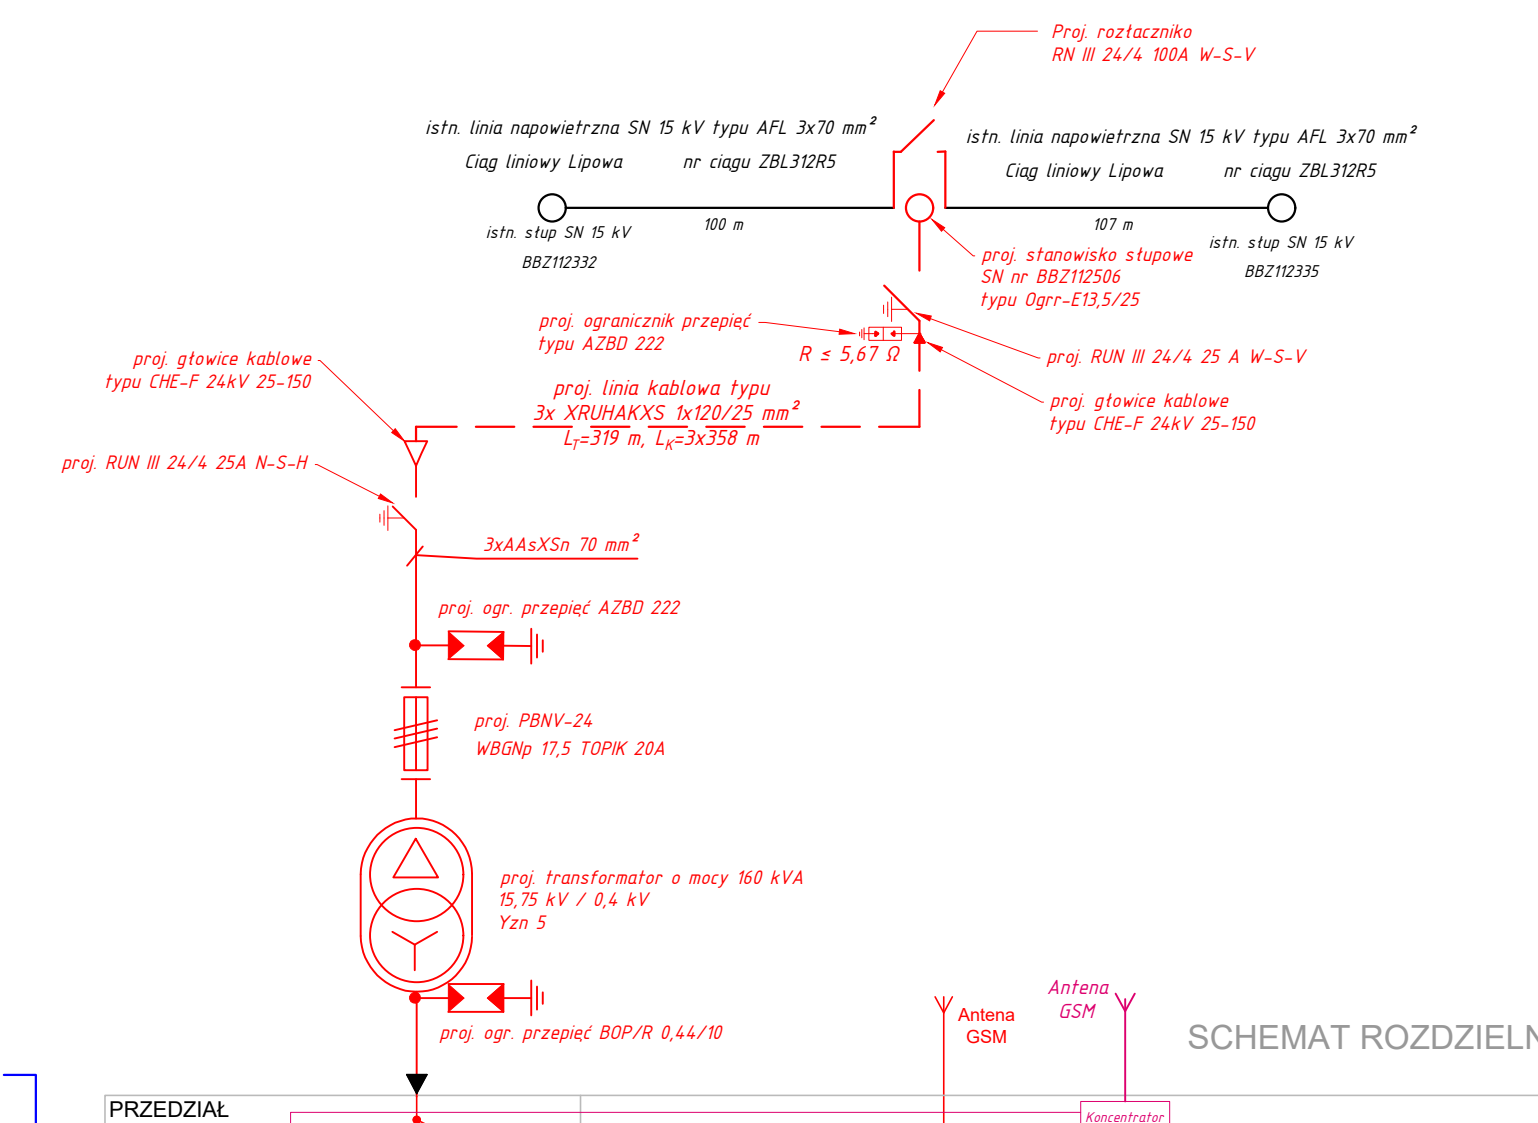 Proj. rozłaczniko
RN III 24/4 100A W-S-V
istn. linia napowietrzna SN 15 kV typu AFL 3x70 mm²
Ciag liniowy Lipowa nr ciagu ZBL312R5
istn. linia napowietrzna SN 15 kV typu AFL 3x70 mm²
Ciag liniowy Lipowa nr ciagu ZBL312R5
100 m
107 m
istn. słup SN 15 kV
BBZ112332
istn. słup SN 15 kV
BBZ112335
proj. stanowisko słupowe
SN nr BBZ112506
typu Ogrr-E13,5/25
proj. ogranicznik przepięć
typu AZBD 222
R ≤ 5,67 Ω
proj. RUN III 24/4 25 A W-S-V
proj. głowice kablowe
typu CHE-F 24kV 25-150
proj. głowice kablowe
typu CHE-F 24kV 25-150
proj. linia kablowa typu
3x XRUHAKXS 1x120/25 mm²
LT=319 m, LK=3x358 m
proj. RUN III 24/4 25A N-S-H
3xAAsXSn 70 mm²
proj. ogr. przepięć AZBD 222
proj. PBNV-24
WBGNp 17,5 TOPIK 20A
proj. transformator o mocy 160 kVA
15,75 kV / 0,4 kV
Yzn 5
proj. ogr. przepięć BOP/R 0,44/10
Antena
GSM
Antena
GSM
SCHEMAT ROZDZIELN
PRZEDZIAŁ
Koncentrator